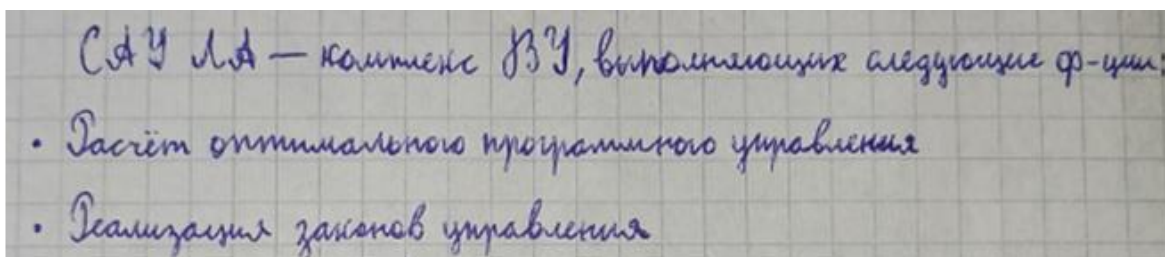 САУ ЛА — комплекс ВУ, выполняющих следующие ф-ции:
• Расчёт оптимального программного управления
• Реализация законов управления